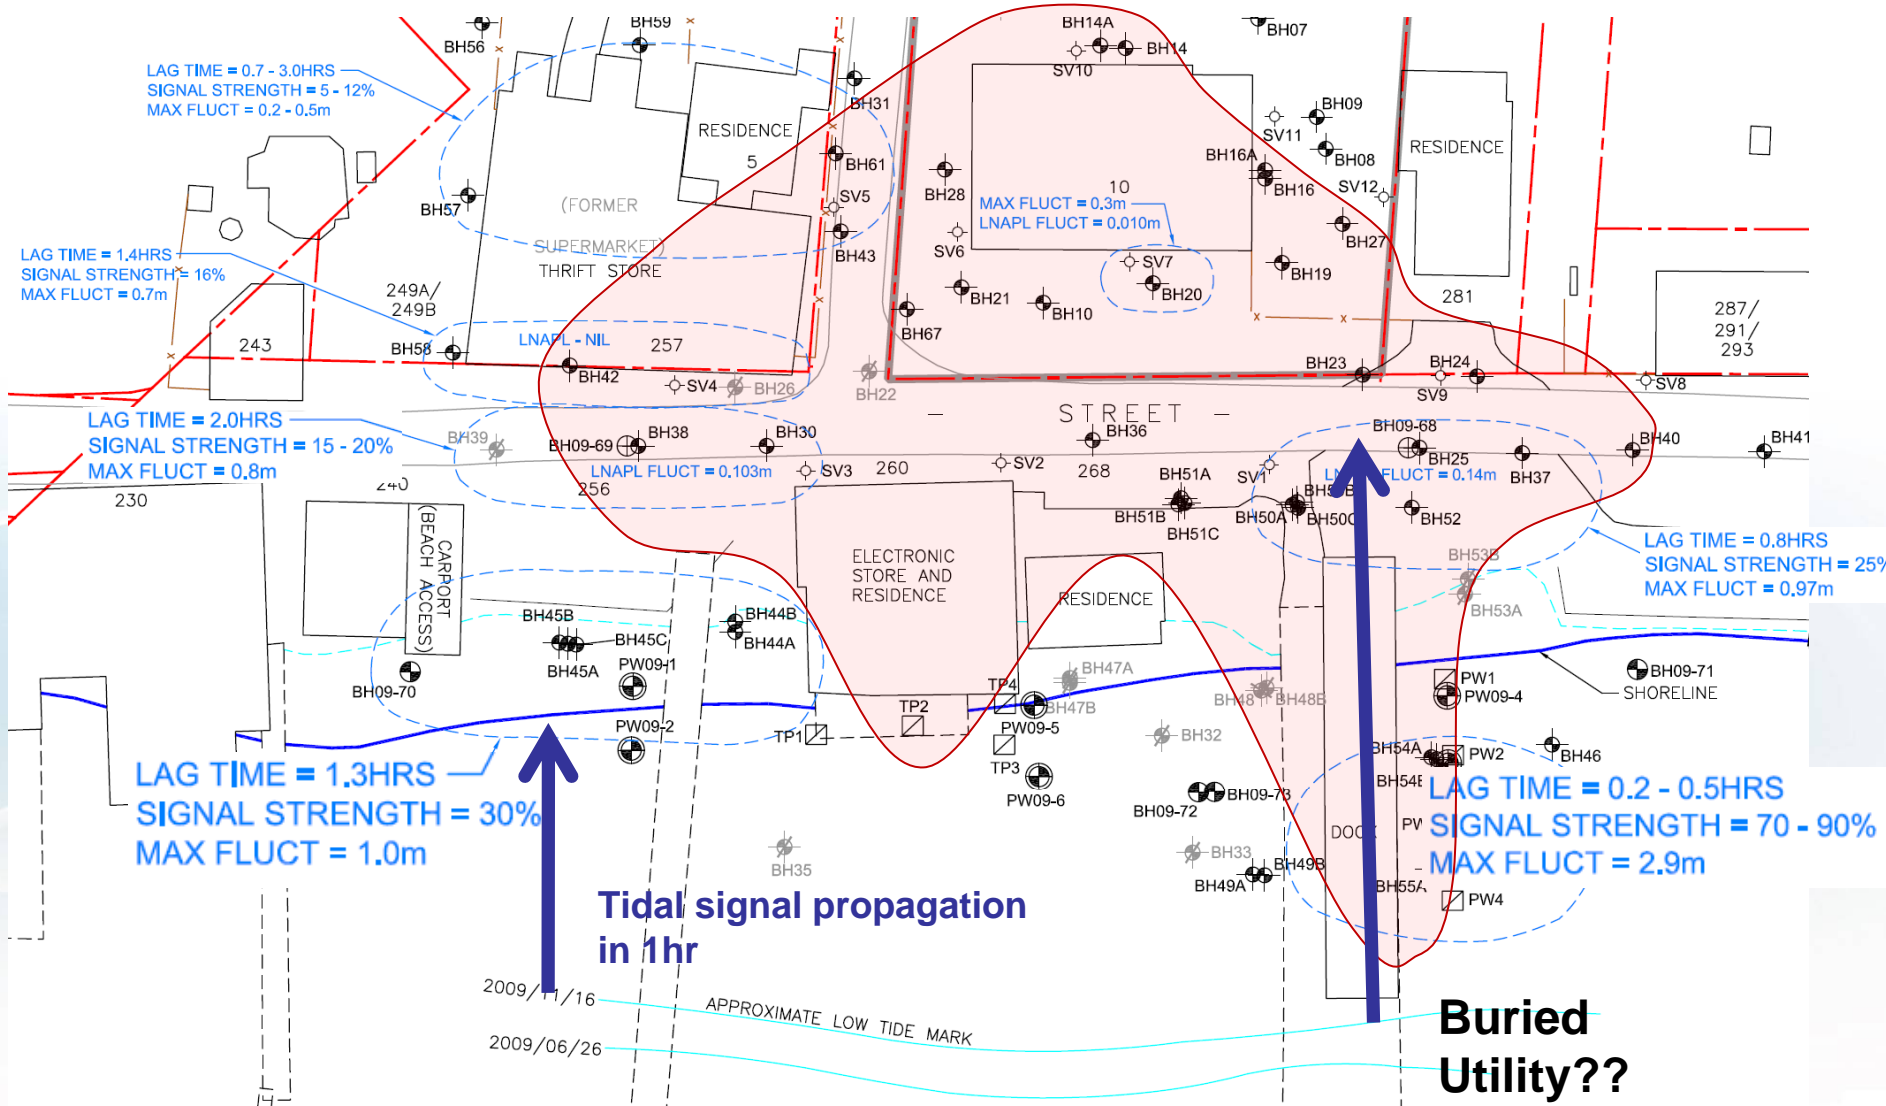 BH56
BH59
BH14A
BH14
SV10
BH07
LAG TIME = 0.7 - 3.0HRS
SIGNAL STRENGTH = 5 - 12%
MAX FLUCT = 0.2 - 0.5m
BH31
RESIDENCE
5
BH61
SV5
BH43
BH57
(FORMER
SUPERMARKET)
THRIFT STORE
BH28
SV6
10
MAX FLUCT = 0.3m
LNAPL FLUCT = 0.010m
SV7
BH20
BH21
BH10
BH67
SV11
BH09
BH08
BH16A
BH16
SV12
BH27
BH19
RESIDENCE
281
287/
291/
293
LAG TIME = 1.4HRS
SIGNAL STRENGTH = 16%
MAX FLUCT = 0.7m
249A/
249B
243
BH58
LNAPL - NIL
257
BH42
SV4
BH26
BH22
BH23
BH24
SV9
SV8
- STREET -
LAG TIME = 2.0HRS
SIGNAL STRENGTH = 15 - 20%
MAX FLUCT = 0.8m
BH39
BH09-69
BH38
BH30
LNAPL FLUCT = 0.103m
SV3
260
SV2
BH36
268
BH51A
BH51B
BH51C
SV1
BH50A
BH09-68
BH25
FLUCT = 0.14m
BH37
BH40
BH41
BH52
230
240
256
CARPORT
(BEACH ACCESS)
ELECTRONIC
STORE AND
RESIDENCE
RESIDENCE
BH53B
BH53A
LAG TIME = 0.8HRS
SIGNAL STRENGTH = 25%
MAX FLUCT = 0.97m
BH45B
BH45C
BH45A
BH44B
BH44A
BH09-70
PW09-1
PW09-2
TP1
TP2
TP4
TP3
BH47A
BH47B
PW09-5
PW09-6
BH48
BH48B
BH32
BH09-72
BH09-73
BH33
BH49A
BH49B
BH35
PW1
PW09-4
BH09-71
SHORELINE
BH54A
PW2
BH46
DOCK
BH55A
PW4
LAG TIME = 1.3HRS
SIGNAL STRENGTH = 30%
MAX FLUCT = 1.0m
LAG TIME = 0.2 - 0.5HRS
SIGNAL STRENGTH = 70 - 90%
MAX FLUCT = 2.9m
Tidal signal propagation
in 1hr
2009/11/16
APPROXIMATE LOW TIDE MARK
2009/06/26
Buried
Utility??